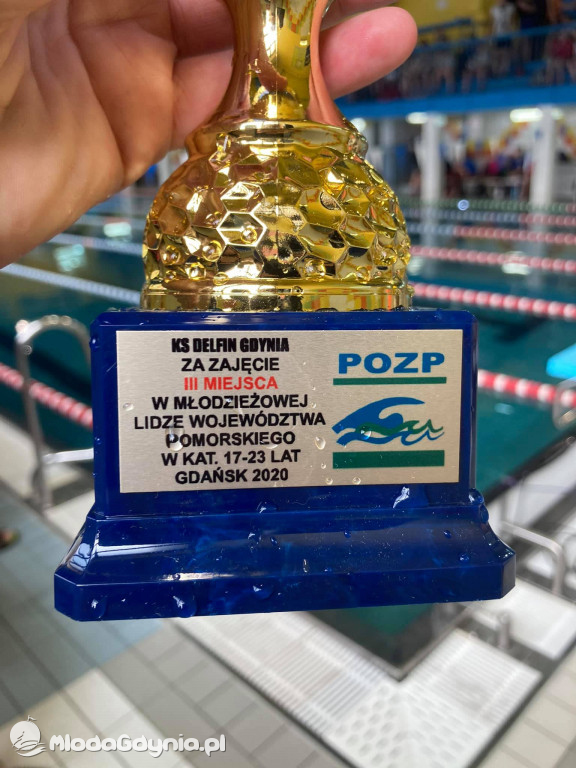 KS DELFIN GDYNIA
ZA ZAJĘCIE
III MIEJSCA
W MŁODZIEŻOWEJ
LIDZE WOJEWÓDZTWA
POMORSKIEGO
W KAT. 17-23 LAT
GDAŃSK 2020
POZP
MlodaGdynia.pl